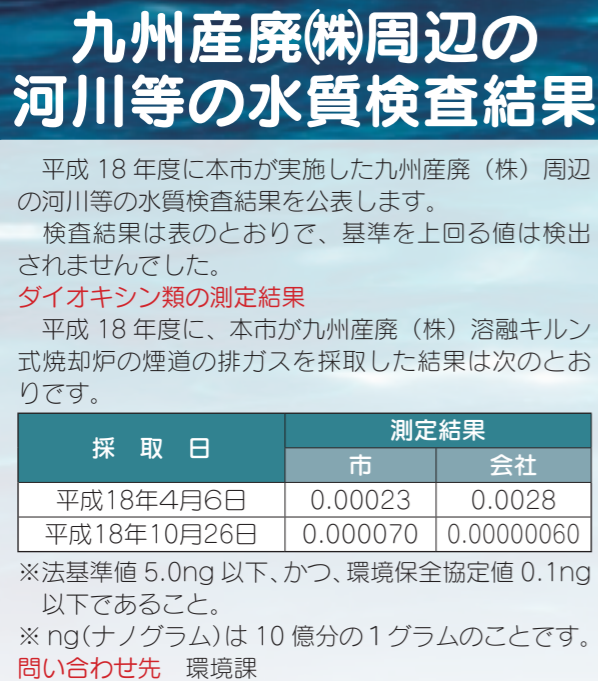 九州産廃㈱周辺の
河川等の水質検査結果
平成 18 年度に本市が実施した九州産廃（株）周辺
の河川等の水質検査結果を公表します。
検査結果は表のとおりで、基準を上回る値は検出
されませんでした。
ダイオキシン類の測定結果
平成 18 年度に、本市が九州産廃（株）溶融キルン
式焼却炉の煙道の排ガスを採取した結果は次のとお
りです。
採 取 日 測定結果
市 会社
平成18年4月6日 0.00023 0.0028
平成18年10月26日 0.000070 0.00000060
※法基準値 5.0ng 以下、かつ、環境保全協定値 0.1ng
以下であること。
※ ng(ナノグラム)は 10 億分の１グラムのことです。
問い合わせ先 環境課